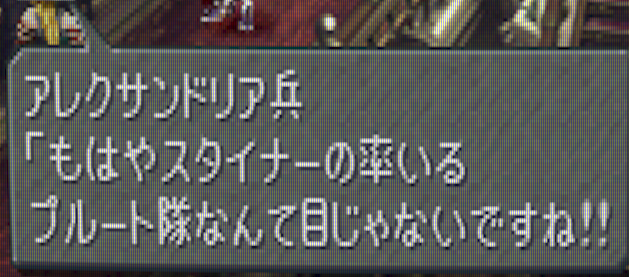 アレクサンドリア兵
「もはやスタイナーの率いる
プルート隊なんて目じゃないですね!!